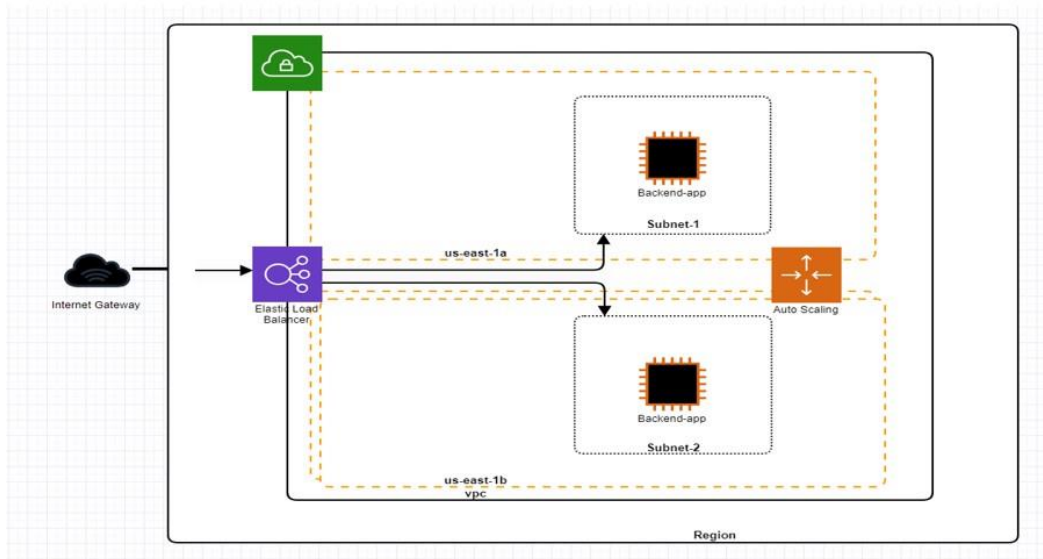 Backend-app
Subnet-1
us-east-1a
Internet Gateway
Elastic Load
Balancer
Auto Scaling
Backend-app
Subnet-2
us-east-1b
vpc
Region